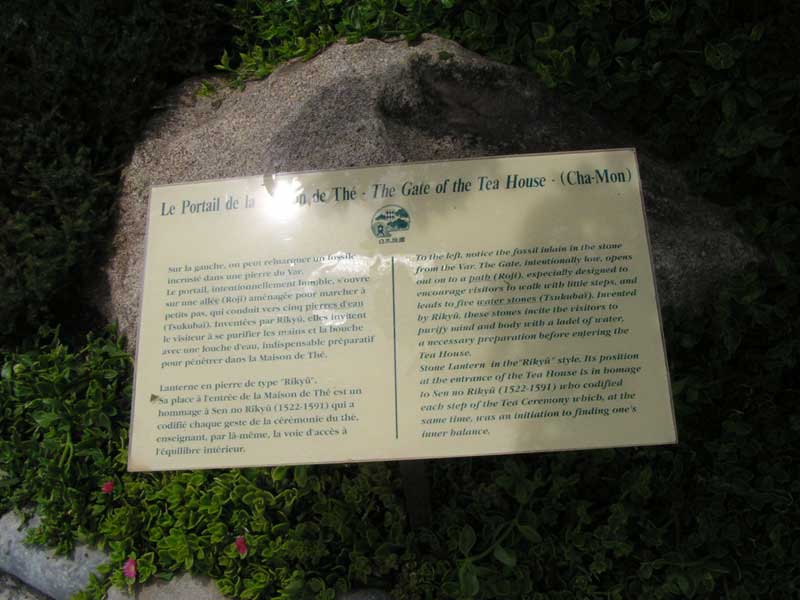 Le Portail de la de Thé - The Gate of the Tea House - (Cha-Mon)
Sur la gauche, on peut remarquer un fossile
incrusté dans une pierre du Var.
Le portail, intentionnellement humble, s'ouvre
sur une allée (Roji) aménagée pour marcher à
petits pas, qui conduit vers cinq pierres d'eau
(Tsukubaï). Inventées par Rikyû, elles invitent
le visiteur à se purifier les mains et la bouche
avec une louche d'eau, indispensable préparatif
pour pénétrer dans la Maison de Thé.
Lanterne en pierre de type "Rikyû".
Sa place à l'entrée de la Maison de Thé est un
hommage à Sen no Rikyû (1522-1591) qui a
codifié chaque geste de la cérémonie du thé,
enseignant, par là-même, la voie d'accès à
l'équilibre intérieur.
To the left, notice the fossil inlain in the stone
from the Var. The Gate, intentionally low, opens
out on to a path (Roji), especially designed to
encourage visitors to walk with little steps, and
leads to five water stones (Tsukubaï). Invented
by Rikyû, these stones incite the visitors to
purify mind and body with a ladel of water,
a necessary preparation before entering the
Tea House.
Stone Lantern in the "Rikyû" style. Its position
at the entrance of the Tea House is in homage
to Sen no Rikyû (1522-1591) who codified
each step of the Tea Ceremony which, at the
same time, was an initiation to finding one's
inner balance.